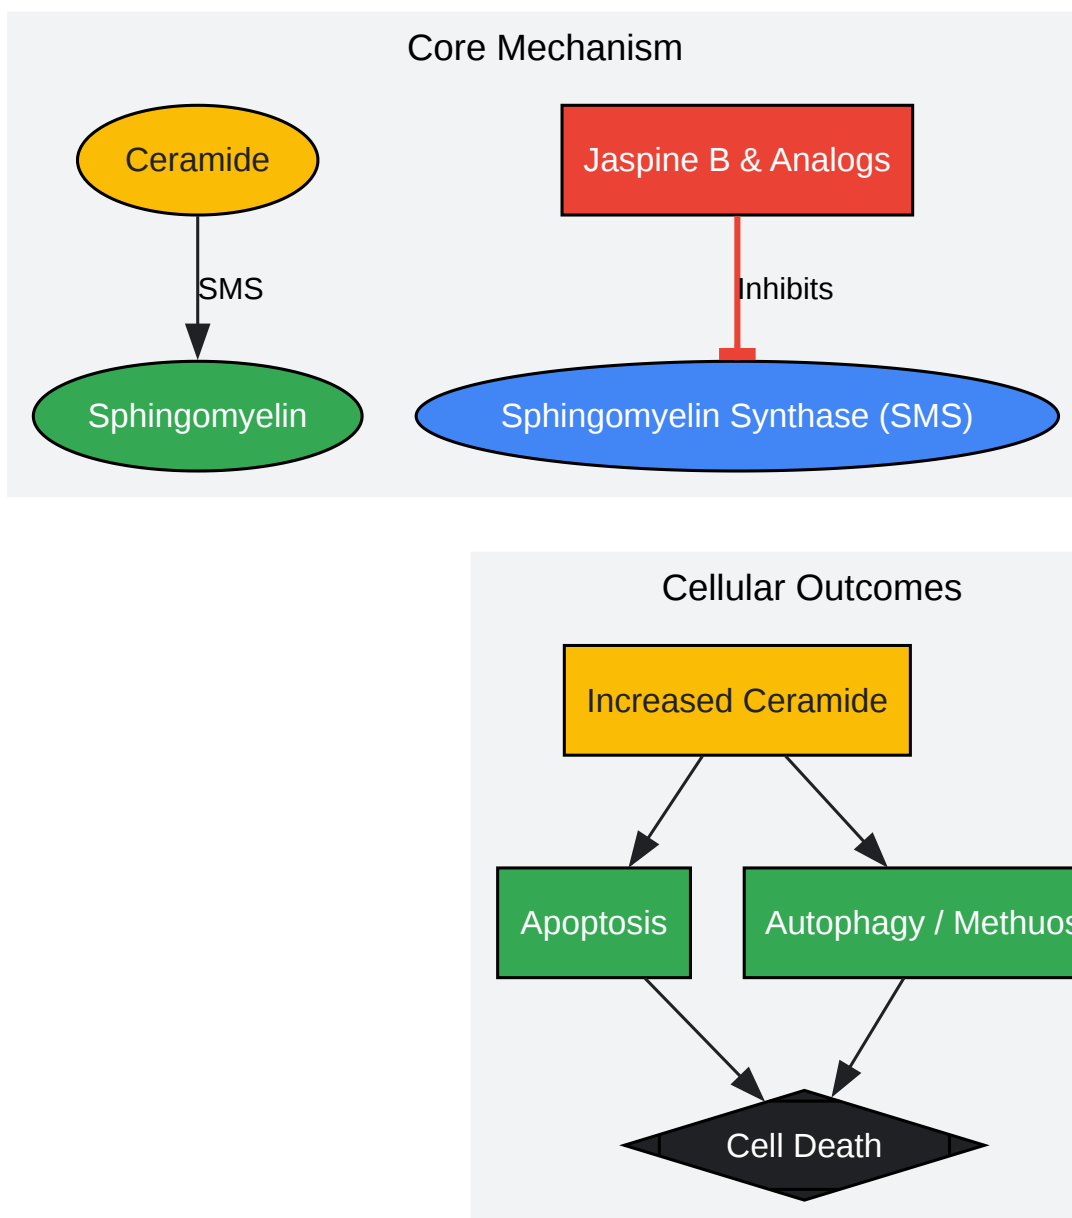 Core Mechanism
Ceramide
Jaspine B & Analogs
SMS
Inhibits
Sphingomyelin
Sphingomyelin Synthase (SMS)
Cellular Outcomes
Increased Ceramide
Apoptosis
Autophagy / Methuos
Cell Death